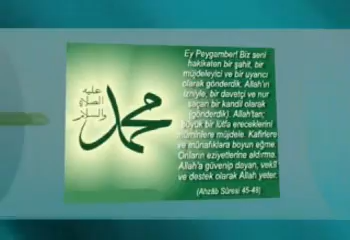 عليه
الصلاة
والسلام
محمد
Ey Peygamber! Biz seni
hakikaten bir şahit, bir
müjdeleyici ve bir uyarıcı
olarak gönderdik. Allah'ın
izniyle, bir davetçi ve nur
saçan bir kandil olarak
(gönderdik). Allah'tan;
büyük bir lütfa ereceklerini
müminlere müjdele. Kafirlere
ve münafıklara boyun eğme.
Onların eziyetlerine aldırma.
Allah'a güvenip dayan, vekîl
ve destek olarak Allah yeter.
(Ahzâb Sûresi 45-48)